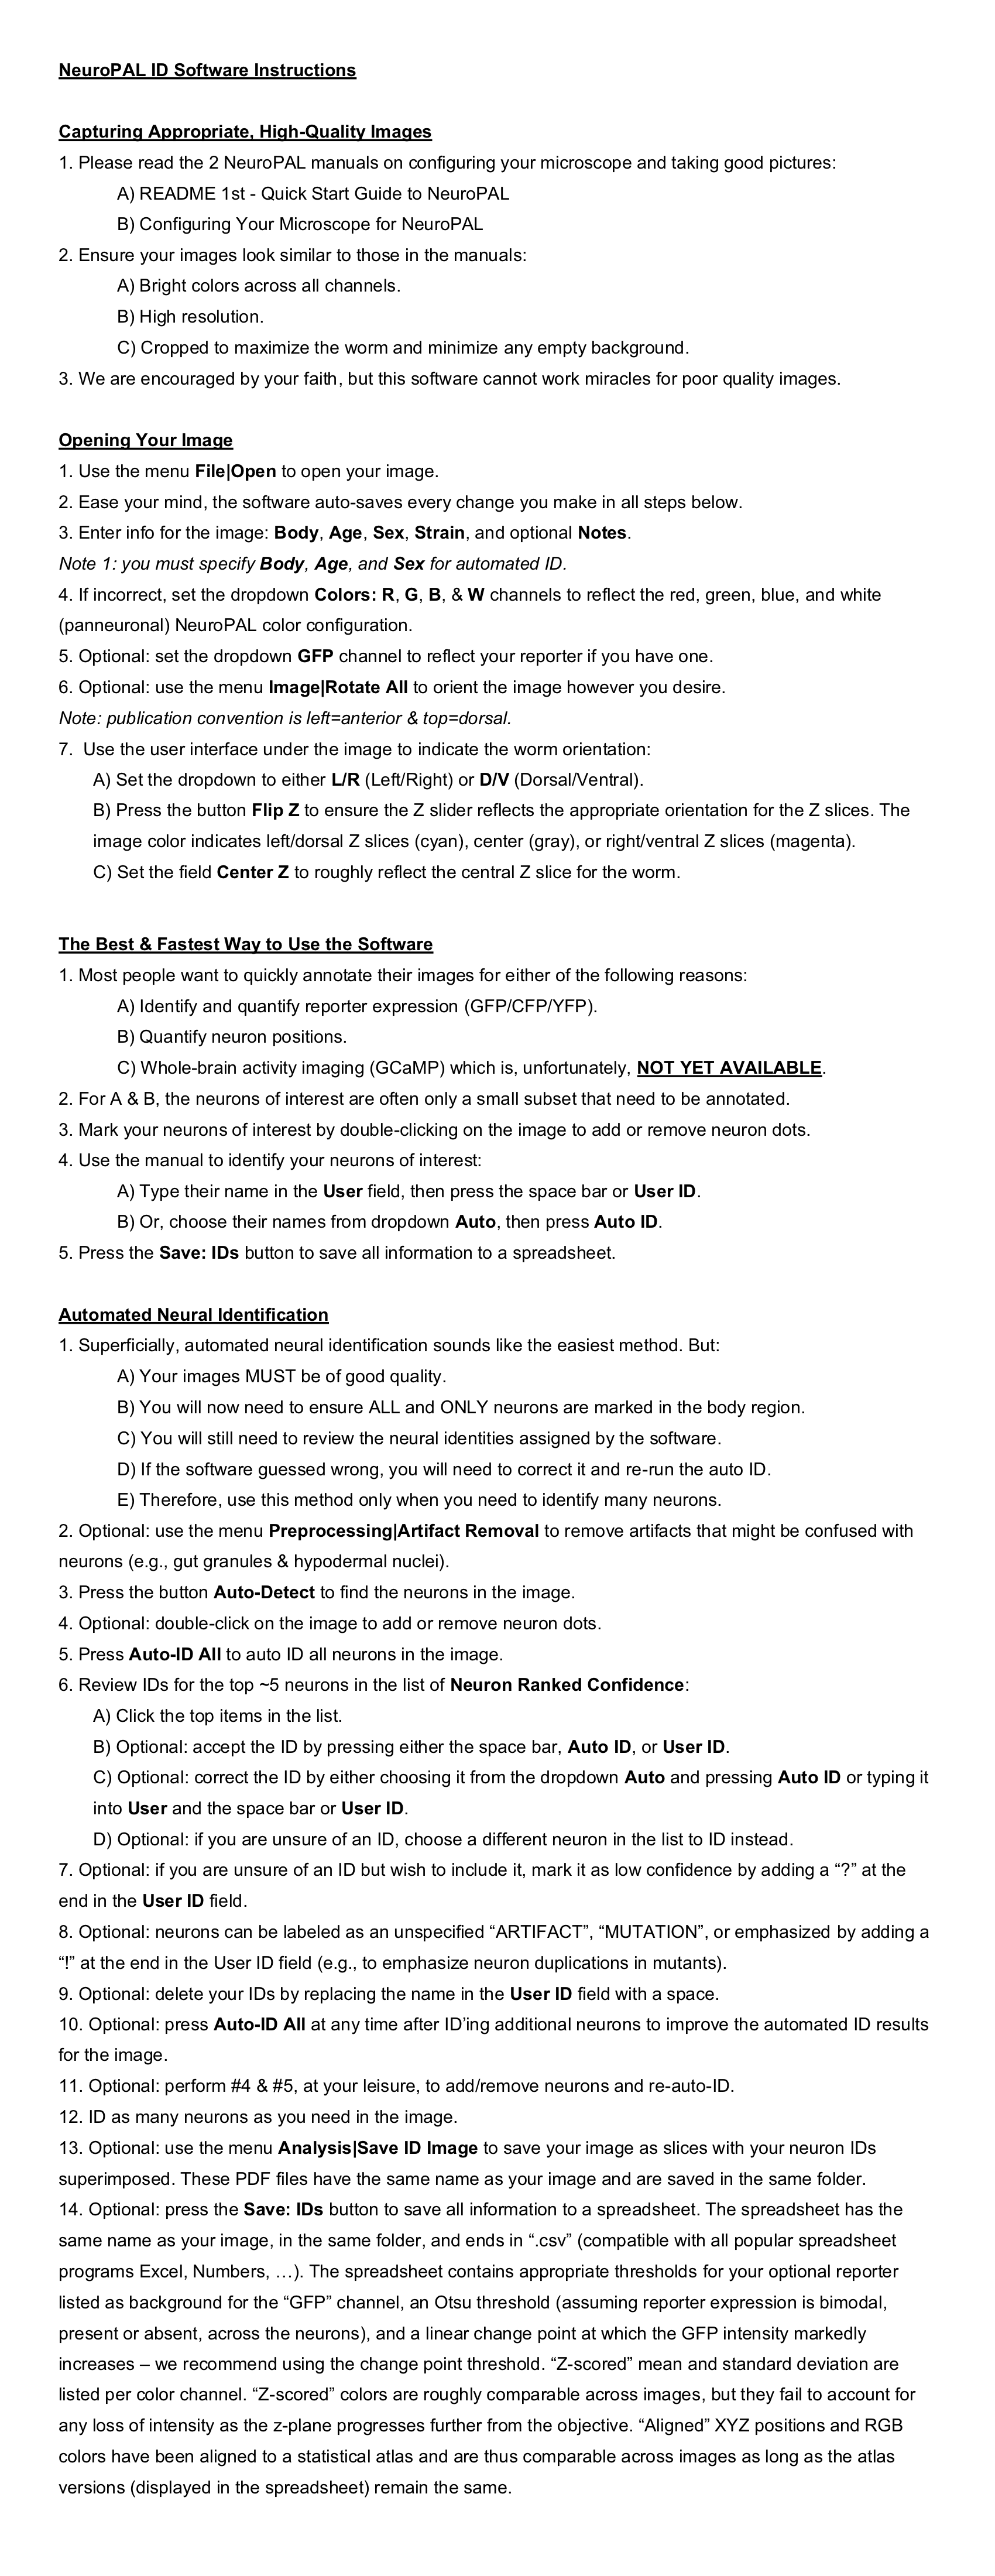 NeuroPAL ID Software Instructions
Capturing Appropriate, High-Quality Images
1. Please read the 2 NeuroPAL manuals on configuring your microscope and taking good pictures:
A) README 1st - Quick Start Guide to NeuroPAL
B) Configuring Your Microscope for NeuroPAL
2. Ensure your images look similar to those in the manuals:
A) Bright colors across all channels.
B) High resolution.
C) Cropped to maximize the worm and minimize any empty background.
3. We are encouraged by your faith, but this software cannot work miracles for poor quality images.
Opening Your Image
1. Use the menu File|Open to open your image.
2. Ease your mind, the software auto-saves every change you make in all steps below.
3. Enter info for the image: Body, Age, Sex, Strain, and optional Notes.
Note 1: you must specify Body, Age, and Sex for automated ID.
4. If incorrect, set the dropdown Colors: R, G, B, & W channels to reflect the red, green, blue, and white
(panneuronal) NeuroPAL color configuration.
5. Optional: set the dropdown GFP channel to reflect your reporter if you have one.
6. Optional: use the menu Image|Rotate All to orient the image however you desire.
Note: publication convention is left=anterior & top=dorsal.
7.  Use the user interface under the image to indicate the worm orientation:
A) Set the dropdown to either L/R (Left/Right) or D/V (Dorsal/Ventral).
B) Press the button Flip Z to ensure the Z slider reflects the appropriate orientation for the Z slices. The
image color indicates left/dorsal Z slices (cyan), center (gray), or right/ventral Z slices (magenta).
C) Set the field Center Z to roughly reflect the central Z slice for the worm.
The Best & Fastest Way to Use the Software
1. Most people want to quickly annotate their images for either of the following reasons:
A) Identify and quantify reporter expression (GFP/CFP/YFP).
B) Quantify neuron positions.
C) Whole-brain activity imaging (GCaMP) which is, unfortunately, NOT YET AVAILABLE.
2. For A & B, the neurons of interest are often only a small subset that need to be annotated.
3. Mark your neurons of interest by double-clicking on the image to add or remove neuron dots.
4. Use the manual to identify your neurons of interest:
A) Type their name in the User field, then press the space bar or User ID.
B) Or, choose their names from dropdown Auto, then press Auto ID.
5. Press the Save: IDs button to save all information to a spreadsheet.
Automated Neural Identification
1. Superficially, automated neural identification sounds like the easiest method. But:
A) Your images MUST be of good quality.
B) You will now need to ensure ALL and ONLY neurons are marked in the body region.
C) You will still need to review the neural identities assigned by the software.
D) If the software guessed wrong, you will need to correct it and re-run the auto ID.
E) Therefore, use this method only when you need to identify many neurons.
2. Optional: use the menu Preprocessing|Artifact Removal to remove artifacts that might be confused with
neurons (e.g., gut granules & hypodermal nuclei).
3. Press the button Auto-Detect to find the neurons in the image.
4. Optional: double-click on the image to add or remove neuron dots.
5. Press Auto-ID All to auto ID all neurons in the image.
6. Review IDs for the top ~5 neurons in the list of Neuron Ranked Confidence:
A) Click the top items in the list.
B) Optional: accept the ID by pressing either the space bar, Auto ID, or User ID.
C) Optional: correct the ID by either choosing it from the dropdown Auto and pressing Auto ID or typing it
into User and the space bar or User ID.
D) Optional: if you are unsure of an ID, choose a different neuron in the list to ID instead.
7. Optional: if you are unsure of an ID but wish to include it, mark it as low confidence by adding a “?” at the
end in the User ID field.
8. Optional: neurons can be labeled as an unspecified “ARTIFACT”, “MUTATION”, or emphasized by adding a
“!” at the end in the User ID field (e.g., to emphasize neuron duplications in mutants).
9. Optional: delete your IDs by replacing the name in the User ID field with a space.
10. Optional: press Auto-ID All at any time after ID’ing additional neurons to improve the automated ID results
for the image.
11. Optional: perform #4 & #5, at your leisure, to add/remove neurons and re-auto-ID.
12. ID as many neurons as you need in the image.
13. Optional: use the menu Analysis|Save ID Image to save your image as slices with your neuron IDs
superimposed. These PDF files have the same name as your image and are saved in the same folder.
14. Optional: press the Save: IDs button to save all information to a spreadsheet. The spreadsheet has the
same name as your image, in the same folder, and ends in “.csv” (compatible with all popular spreadsheet
programs Excel, Numbers, …). The spreadsheet contains appropriate thresholds for your optional reporter
listed as background for the “GFP” channel, an Otsu threshold (assuming reporter expression is bimodal,
present or absent, across the neurons), and a linear change point at which the GFP intensity markedly
increases – we recommend using the change point threshold. “Z-scored” mean and standard deviation are
listed per color channel. “Z-scored” colors are roughly comparable across images, but they fail to account for
any loss of intensity as the z-plane progresses further from the objective. “Aligned” XYZ positions and RGB
colors have been aligned to a statistical atlas and are thus comparable across images as long as the atlas
versions (displayed in the spreadsheet) remain the same.